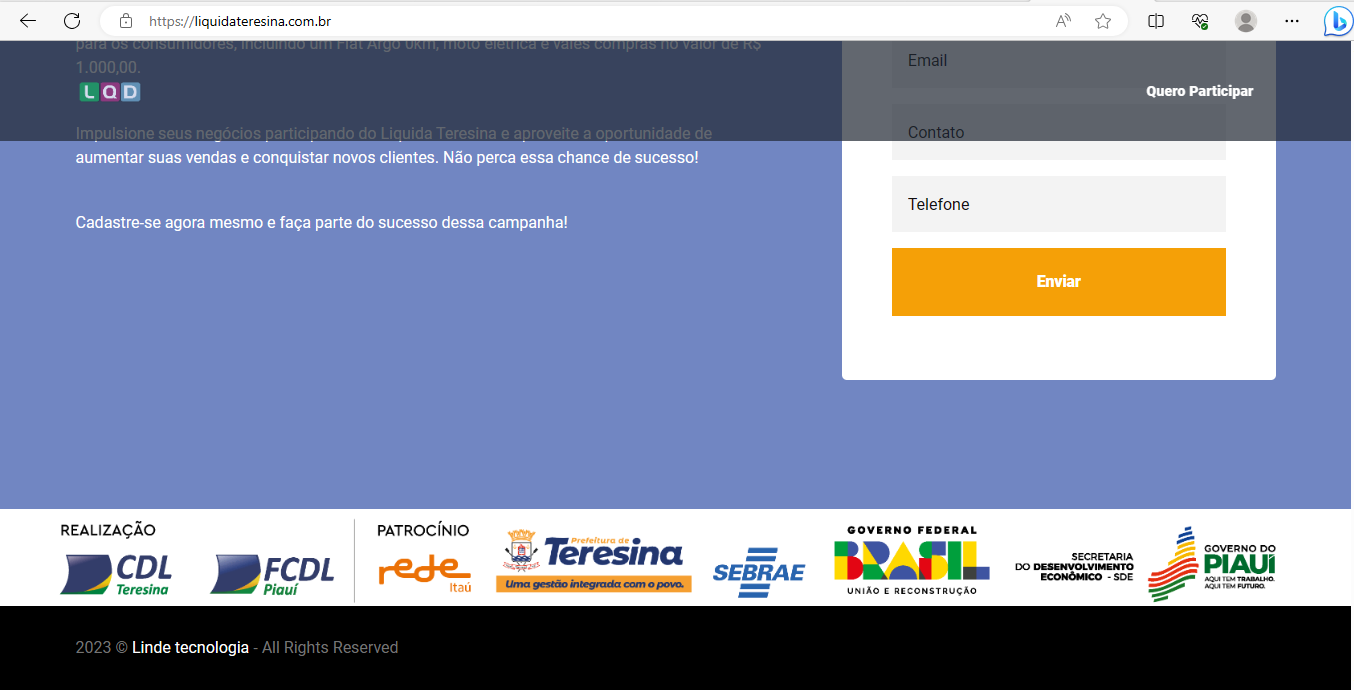 https://liquidateresina.com.br
para os consumidores, incluindo um Fiat Argo 0km, moto elétrica e vales compras no valor de R$
1.000,00.
L Q D
Impulsione seus negócios participando do Liquida Teresina e aproveite a oportunidade de
aumentar suas vendas e conquistar novos clientes. Não perca essa chance de sucesso!
Cadastre-se agora mesmo e faça parte do sucesso dessa campanha!
Email
Quero Participar
Contato
Telefone
Enviar
REALIZAÇÃO
CDL
Teresina
FCDL
Piauí
PATROCÍNIO
rede
Itaú
Prefeitura de
Teresina
Uma gestão integrada com o povo.
SEBRAE
GOVERNO FEDERAL
BRASIL
UNIÃO E RECONSTRUÇÃO
SECRETARIA
DO DESENVOLVIMENTO
ECONÔMICO - SDE
GOVERNO DO
PIAUÍ
AQUI TEM TRABALHO.
AQUI TEM FUTURO.
2023 © Linde tecnologia - All Rights Reserved